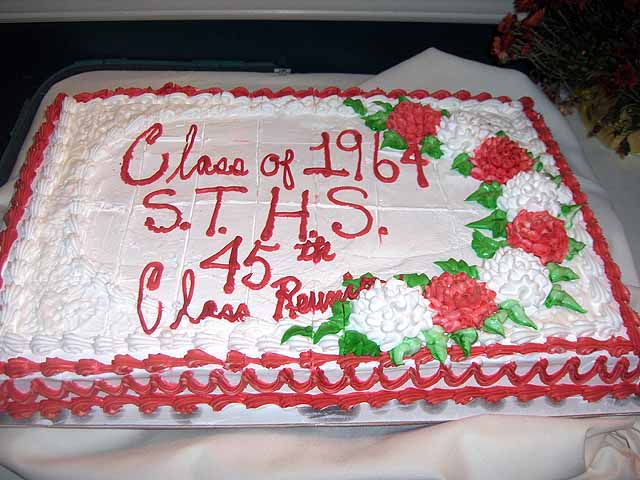 Class of 1964
S.T. H.S.
45th
Class Reunion